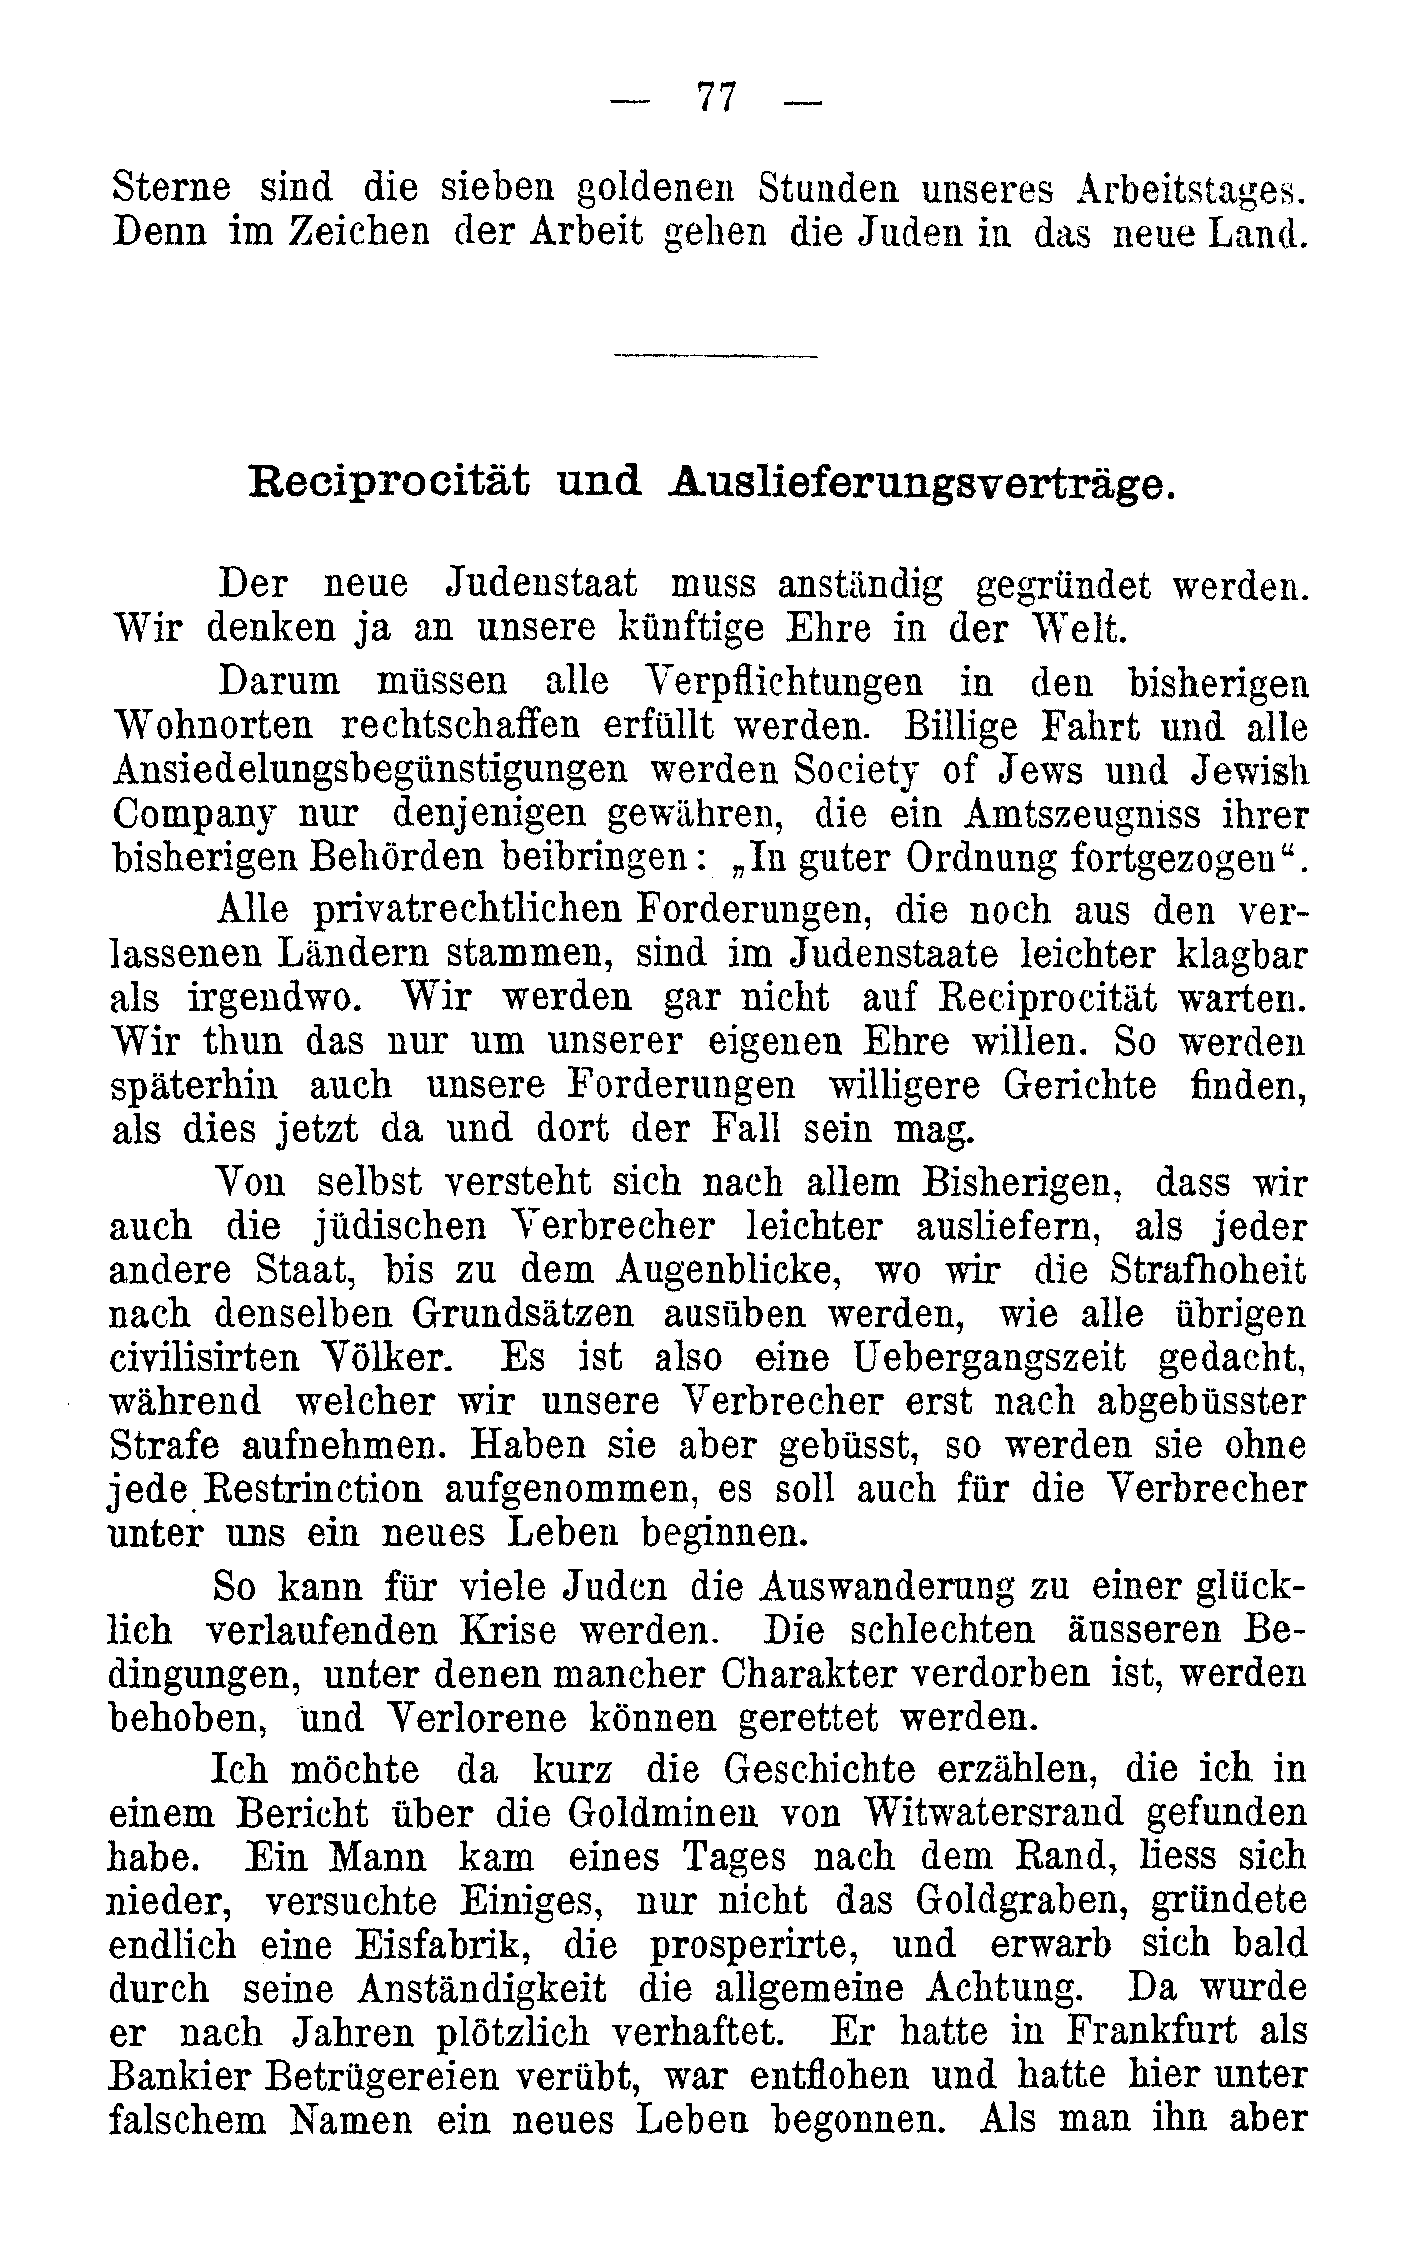 — 77 —
Sterne sind die sieben goldenen Stunden unseres Arbeitstages.
Denn im Zeichen der Arbeit gehen die Juden in das neue Land.
Reciprocität und Auslieferungsverträge.
Der neue Judenstaat muss anständig gegründet werden.
Wir denken ja an unsere künftige Ehre in der Welt.
Darum müssen alle Verpflichtungen in den bisherigen
Wohnorten rechtschaffen erfüllt werden. Billige Fahrt und alle
Ansiedelungsbegünstigungen werden Society of Jews und Jewish
Company nur denjenigen gewähren, die ein Amtszeugniss ihrer
bisherigen Behörden beibringen: „In guter Ordnung fortgezogen“.
Alle privatrechtlichen Forderungen, die noch aus den ver-
lassenen Ländern stammen, sind im Judenstaate leichter klagbar
als irgendwo. Wir werden gar nicht auf Reciprocität warten.
Wir thun das nur um unserer eigenen Ehre willen. So werden
späterhin auch unsere Forderungen willigere Gerichte finden,
als dies jetzt da und dort der Fall sein mag.
Von selbst versteht sich nach allem Bisherigen, dass wir
auch die jüdischen Verbrecher leichter ausliefern, als jeder
andere Staat, bis zu dem Augenblicke, wo wir die Strafhoheit
nach denselben Grundsätzen ausüben werden, wie alle übrigen
civilisirten Völker. Es ist also eine Uebergangszeit gedacht,
während welcher wir unsere Verbrecher erst nach abgebüsster
Strafe aufnehmen. Haben sie aber gebüsst, so werden sie ohne
jede Restrinction aufgenommen, es soll auch für die Verbrecher
unter uns ein neues Leben beginnen.
So kann für viele Juden die Auswanderung zu einer glück-
lich verlaufenden Krise werden. Die schlechten äusseren Be-
dingungen, unter denen mancher Charakter verdorben ist, werden
behoben, und Verlorene können gerettet werden.
Ich möchte da kurz die Geschichte erzählen, die ich in
einem Bericht über die Goldminen von Witwatersrand gefunden
habe. Ein Mann kam eines Tages nach dem Rand, liess sich
nieder, versuchte Einiges, nur nicht das Goldgraben, gründete
endlich eine Eisfabrik, die prosperirte, und erwarb sich bald
durch seine Anständigkeit die allgemeine Achtung. Da wurde
er nach Jahren plötzlich verhaftet. Er hatte in Frankfurt als
Bankier Betrügereien verübt, war entflohen und hatte hier unter
falschem Namen ein neues Leben begonnen. Als man ihn aber